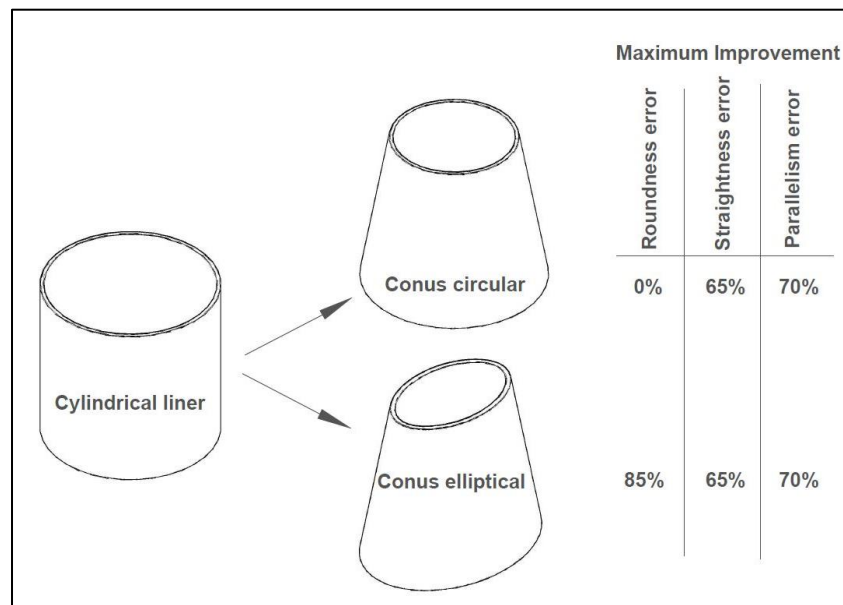 Maximum Improvement
Roundness error
Straightness error
Parallelism error
Conus circular
0% 65% 70%
Cylindrical liner
Conus elliptical
85% 65% 70%